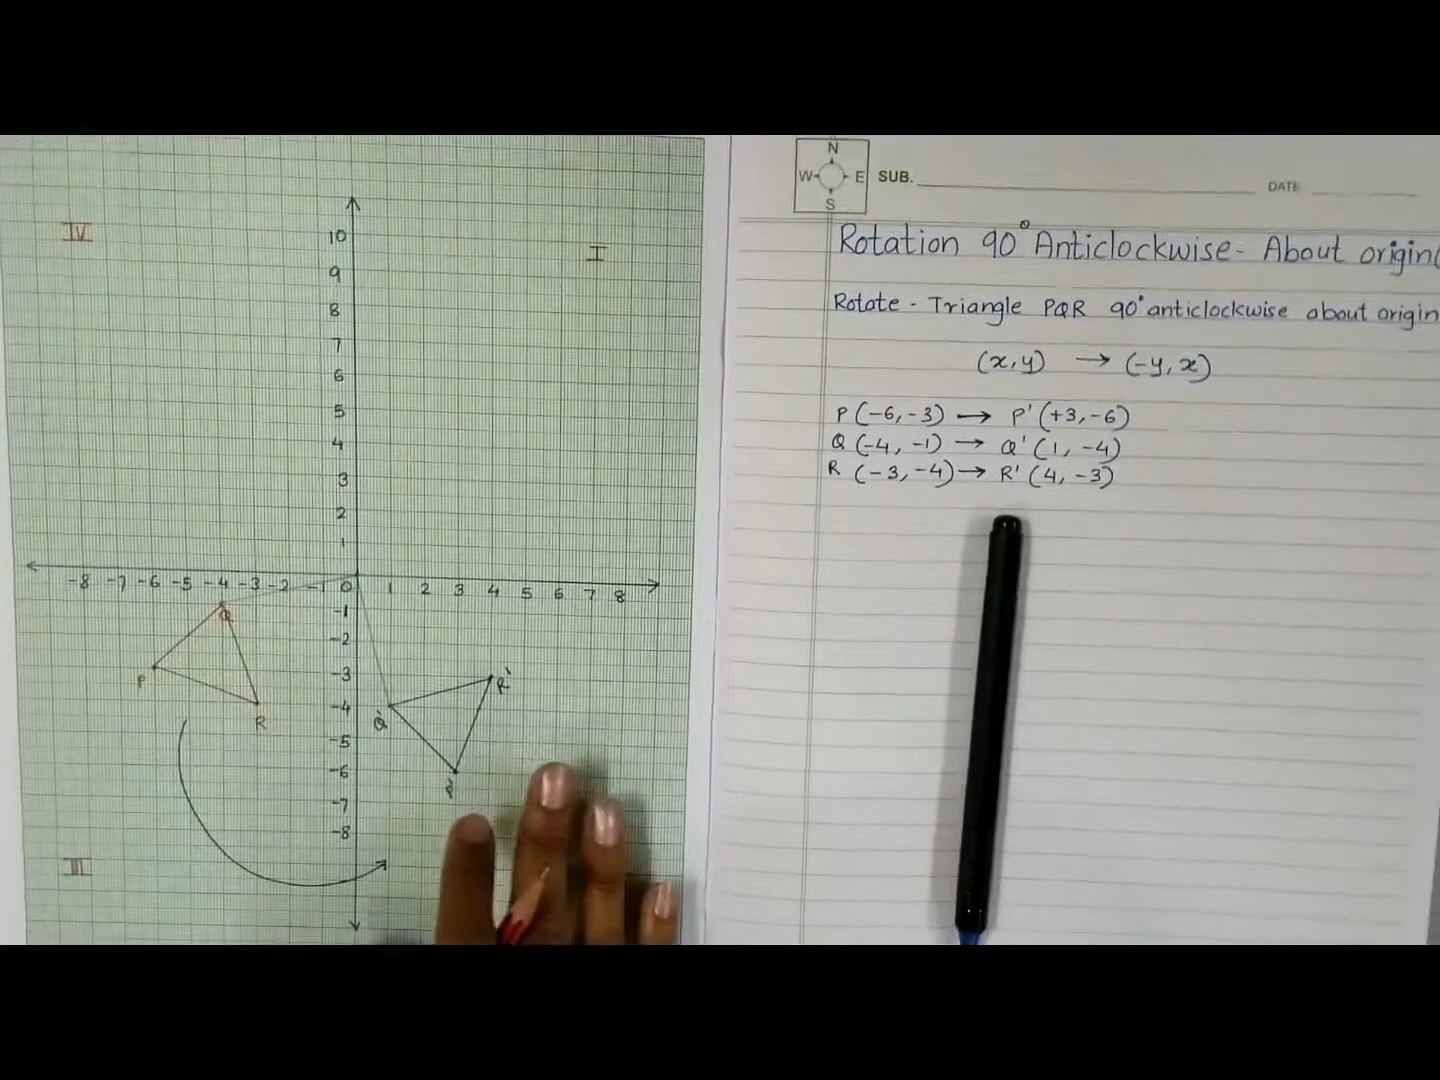 IV
I
10
9
8
7
6
5
4
3
2
1
-8 -7 -6 -5 -4 -3 -2 -1 0 1 2 3 4 5 6 7 8
-1
-2
-3
-4
-5
-6
-7
-8
Q
P
R
Q'
R'
P'
III
N
W E
S
SUB.
DATE
Rotation 90° Anticlockwise - About origin
Rotate - Triangle PQR 90° anticlockwise about origin
(x,y) → (-y, x)
P (-6, -3) → P' (+3, -6)
Q (-4, -1) → Q' (1, -4)
R (-3, -4) → R' (4, -3)